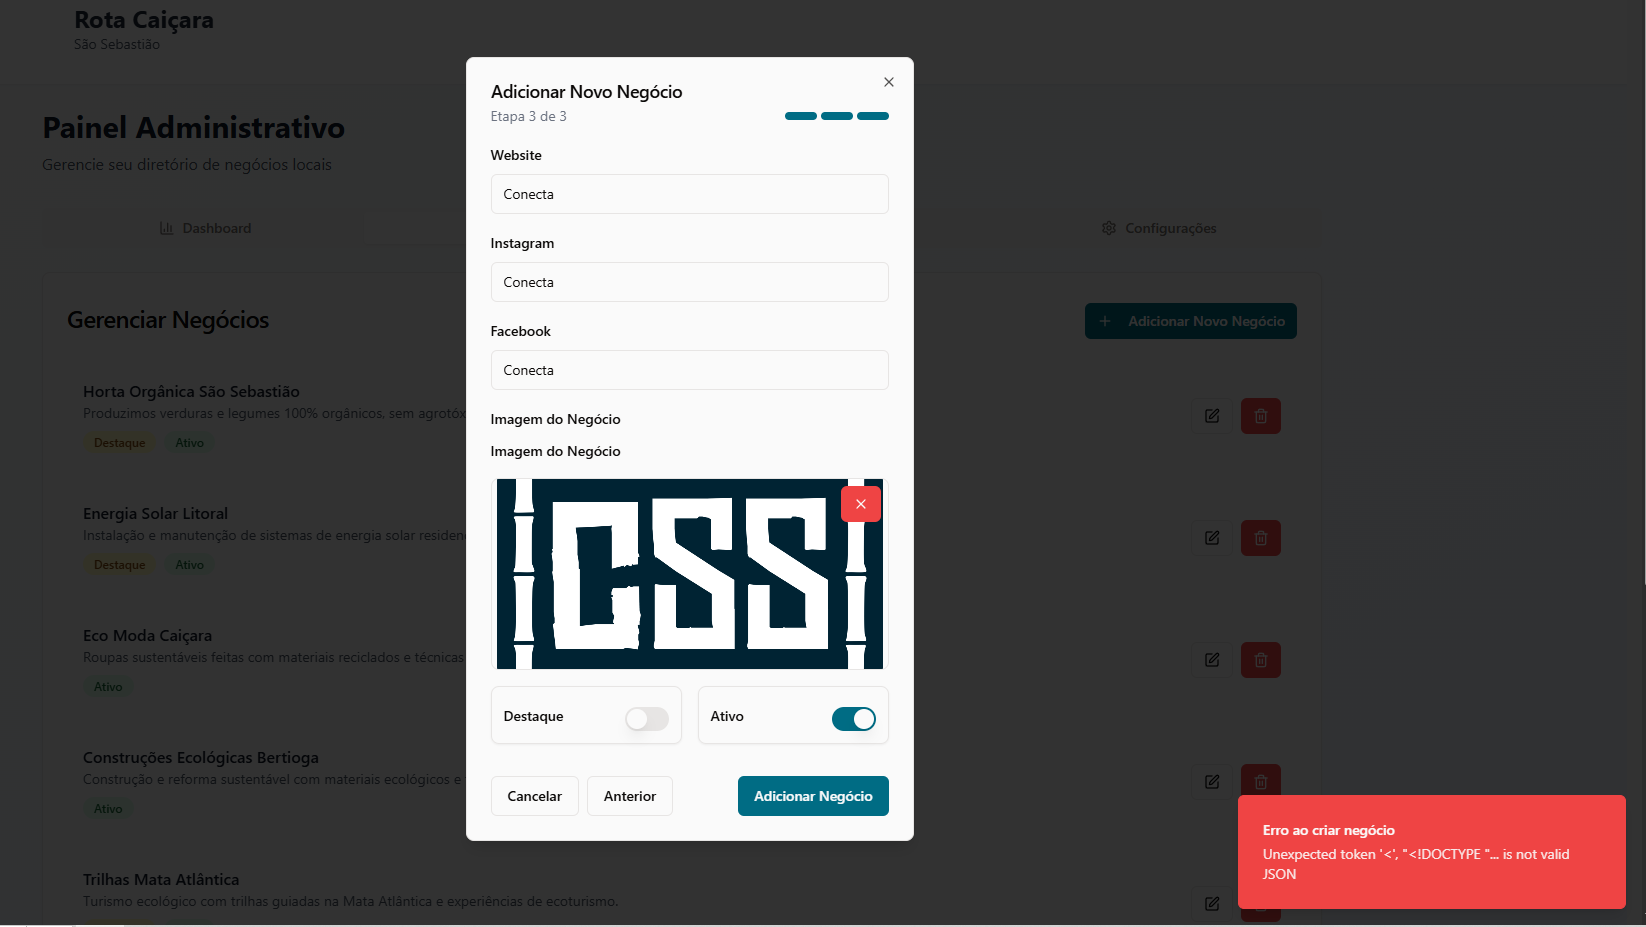 Rota Caiçara
São Sebastião
Painel Administrativo
Gerencie seu diretório de negócios locais
Dashboard
Configurações
Gerenciar Negócios
Adicionar Novo Negócio
Horta Orgânica São Sebastião
Produzimos verduras e legumes 100% orgânicos, sem agrotóx
Destaque
Ativo
Energia Solar Litoral
Instalação e manutenção de sistemas de energia solar residen
Destaque
Ativo
Eco Moda Caiçara
Roupas sustentáveis feitas com materiais reciclados e técnicas
Ativo
Construções Ecológicas Bertioga
Construção e reforma sustentável com materiais ecológicos e
Ativo
Trilhas Mata Atlântica
Turismo ecológico com trilhas guiadas na Mata Atlântica e experiências de ecoturismo.
Adicionar Novo Negócio
Etapa 3 de 3
Website
Conecta
Instagram
Conecta
Facebook
Conecta
Imagem do Negócio
Imagem do Negócio
CSS
Destaque
Ativo
Cancelar
Anterior
Adicionar Negócio
Erro ao criar negócio
Unexpected token '<', "<!DOCTYPE "... is not valid
JSON